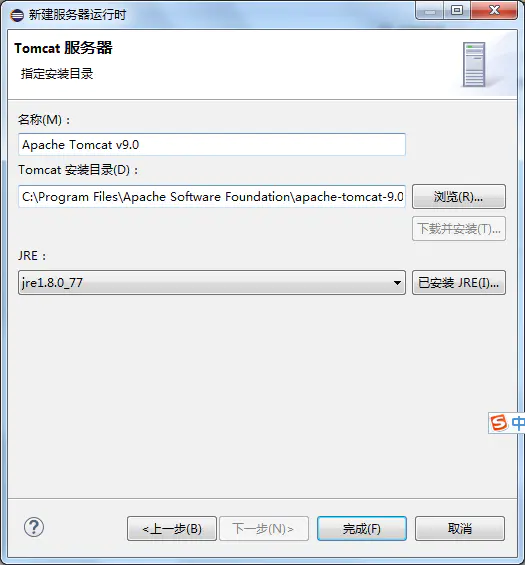 新建服务器运行时
Tomcat 服务器
指定安装目录
名称(M)：
Apache Tomcat v9.0
Tomcat 安装目录(D)：
C:\Program Files\Apache Software Foundation\apache-tomcat-9.0
浏览(R)...
下载并安装(T)...
JRE：
jre1.8.0_77
已安装 JRE(I)...
S 中
?
<上一步(B)
下一步(N)>
完成(F)
取消